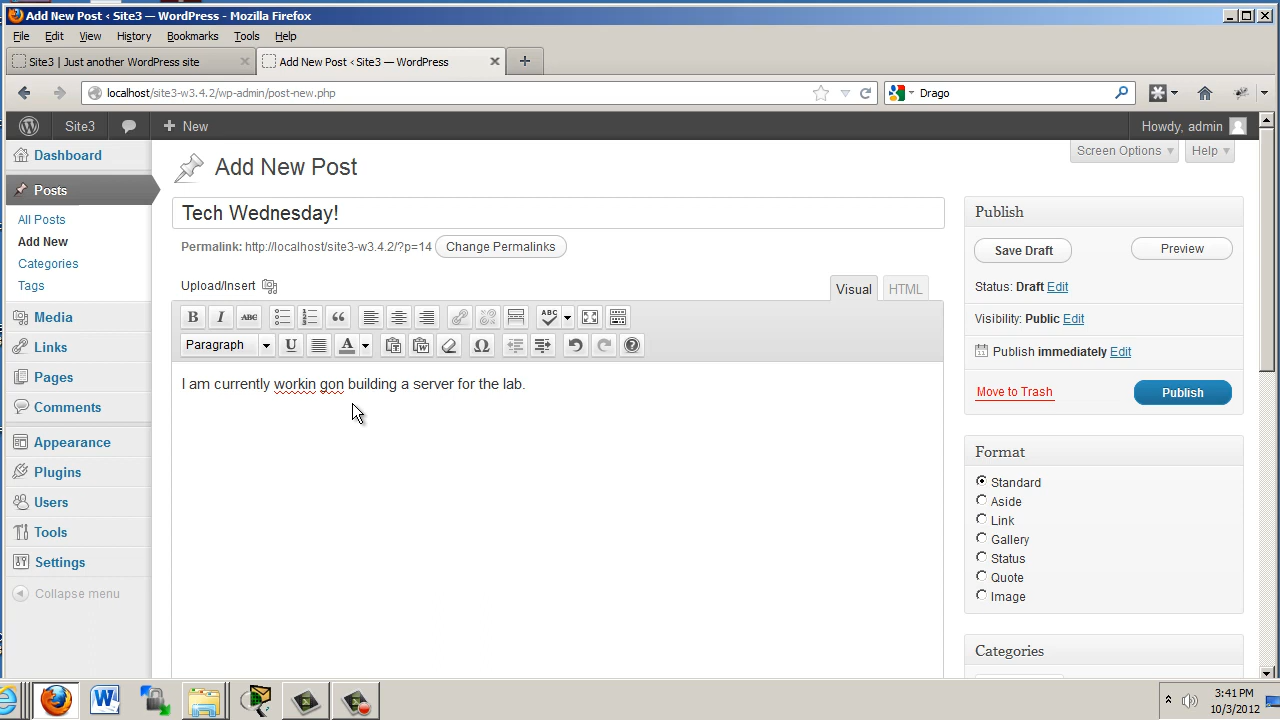 Add New Post ‹ Site3 — WordPress - Mozilla Firefox
File Edit View History Bookmarks Tools Help
Site3 | Just another WordPress site
Add New Post ‹ Site3 — WordPress
localhost/site3-w3.4.2/wp-admin/post-new.php
Drago
Site3
New
Howdy, admin
Screen Options
Help
Dashboard
Posts
All Posts
Add New
Categories
Tags
Media
Links
Pages
Comments
Appearance
Plugins
Users
Tools
Settings
Collapse menu
Add New Post
Tech Wednesday!
Permalink: http://localhost/site3-w3.4.2/?p=14 Change Permalinks
Upload/Insert
Visual
HTML
B I ABC ABC
Paragraph U A
I am currently workin gon building a server for the lab.
Publish
Save Draft
Preview
Status: Draft Edit
Visibility: Public Edit
Publish immediately Edit
Move to Trash
Publish
Format
Standard
Aside
Link
Gallery
Status
Quote
Image
Categories
3:41 PM
10/3/2012